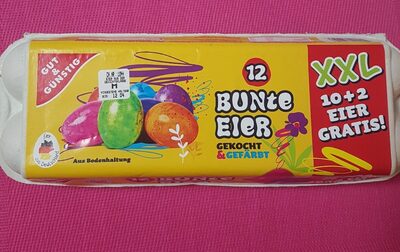 GUT &
GÜNSTIG
M
12
BUNTE
EIER
GEKOCHT
& GEFÄRBT
Aus Bodenhaltung
XXL
10+2
EIER
GRATIS!